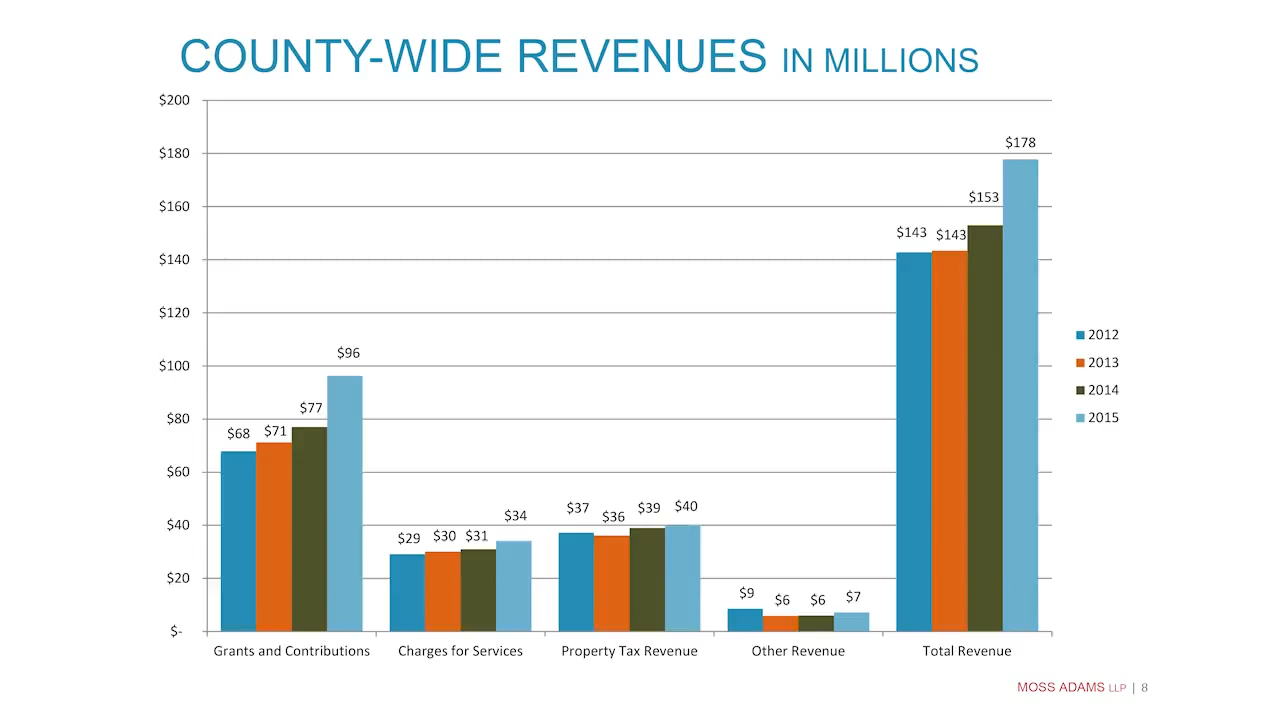 COUNTY-WIDE REVENUES IN MILLIONS
$200
$180
$160
$140
$120
$100
$80
$60
$40
$20
$-
$68 $71 $77 $96
$29 $30 $31 $34
$37 $36 $39 $40
$9 $6 $6 $7
$143 $143 $153 $178
Grants and Contributions Charges for Services Property Tax Revenue Other Revenue Total Revenue
2012
2013
2014
2015
MOSS ADAMS LLP | 8